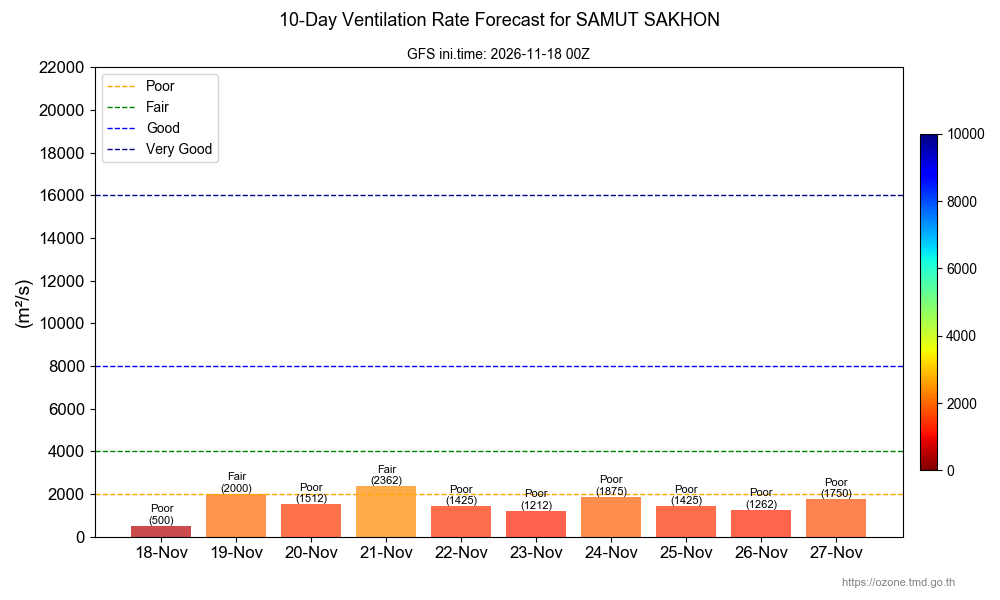 10-Day Ventilation Rate Forecast for SAMUT SAKHON
GFS ini.time: 2026-11-18 00Z
(m²/s)
22000
20000
18000
16000
14000
12000
10000
8000
6000
4000
2000
0
Poor
Fair
Good
Very Good
Poor
(500)
Fair
(2000)
Poor
(1512)
Fair
(2362)
Poor
(1425)
Poor
(1212)
Poor
(1875)
Poor
(1425)
Poor
(1262)
Poor
(1750)
18-Nov
19-Nov
20-Nov
21-Nov
22-Nov
23-Nov
24-Nov
25-Nov
26-Nov
27-Nov
10000
8000
6000
4000
2000
0
https://ozone.tmd.go.th